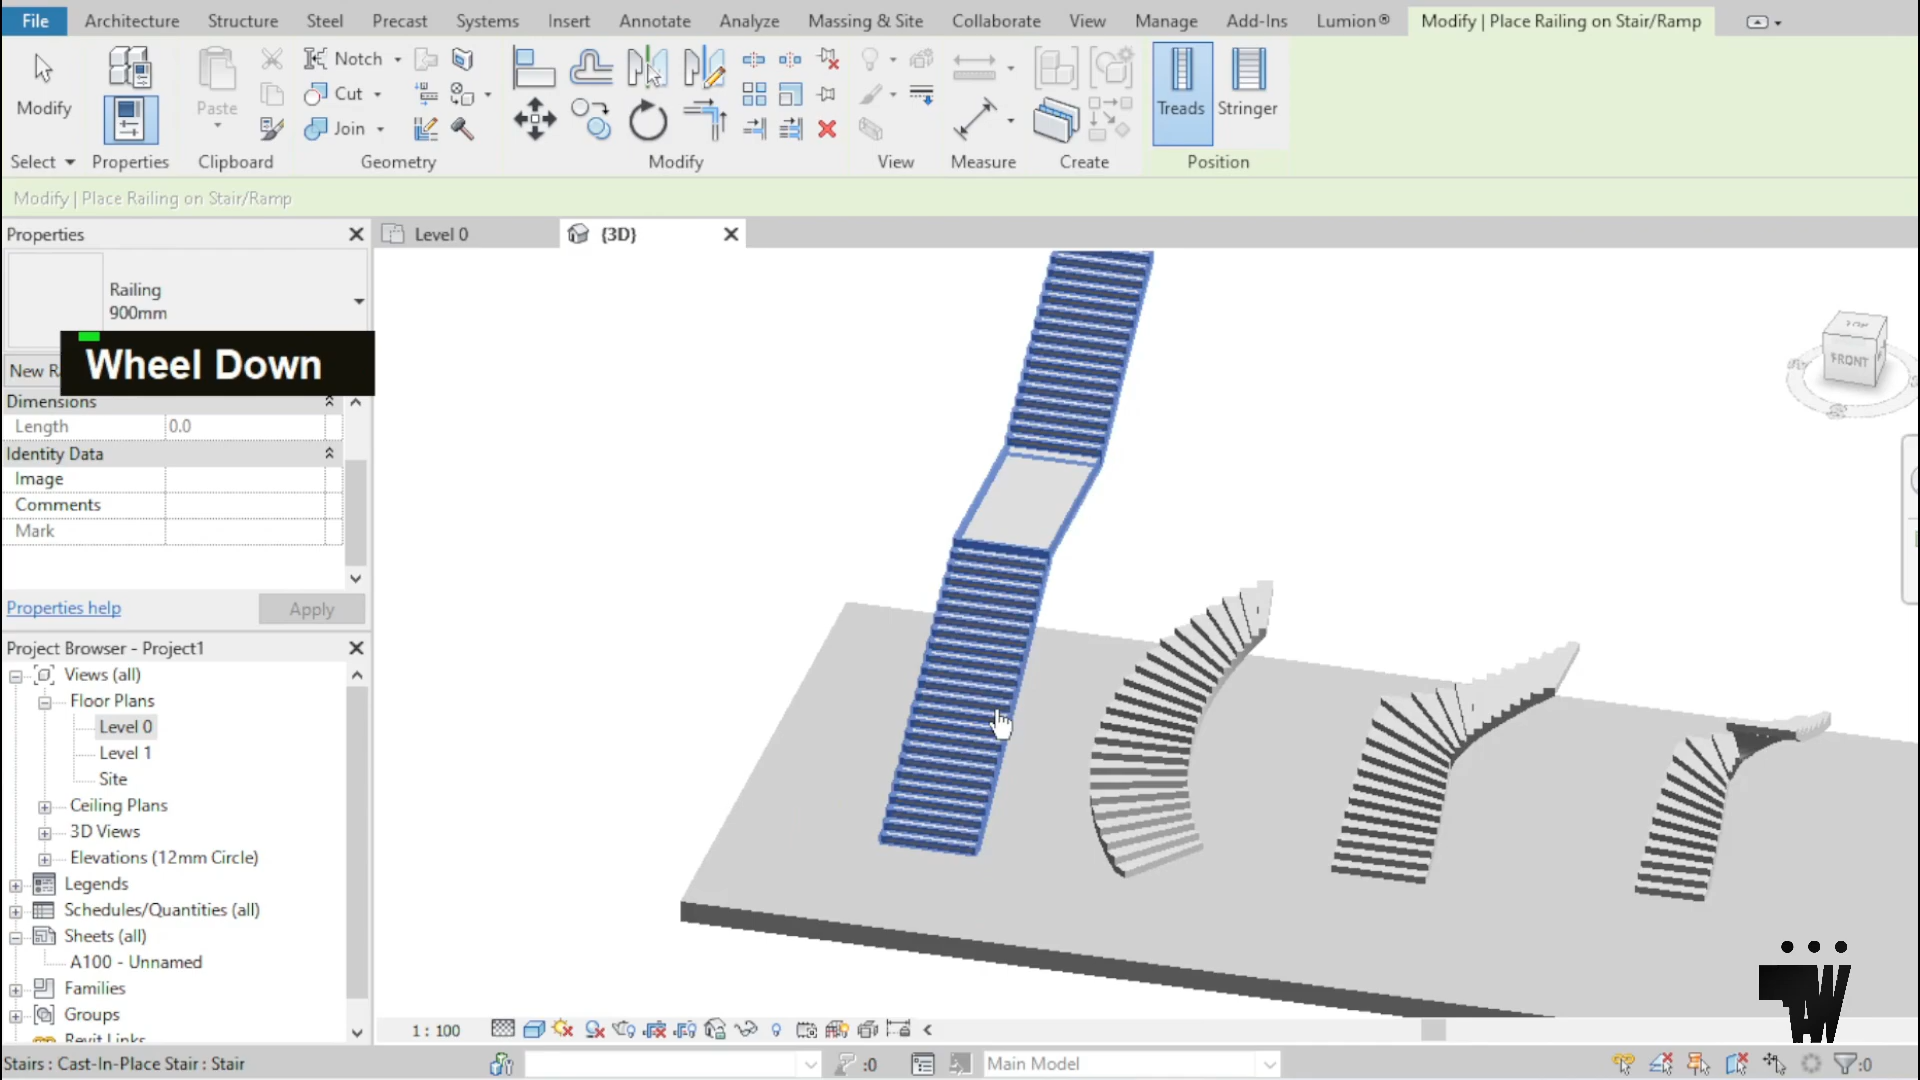 File Architecture Structure Steel Precast Systems Insert Annotate Analyze Massing & Site Collaborate View Manage Add-Ins Lumion® Modify | Place Railing on Stair/Ramp
Modify
Paste
Notch
Cut
Join
Treads
Stringer
Select Properties Clipboard Geometry Modify View Measure Create Position
Modify | Place Railing on Stair/Ramp
Properties
Level 0
{3D}
Railing
900mm
Wheel Down
New R
Dimensions
Length 0.0
Identity Data
Image
Comments
Mark
Properties help
Apply
Project Browser - Project1
Views (all)
Floor Plans
Level 0
Level 1
Site
Ceiling Plans
3D Views
Elevations (12mm Circle)
Legends
Schedules/Quantities (all)
Sheets (all)
A100 - Unnamed
Families
Groups
Revit Links
TOP
FRONT
1 : 100
Stairs : Cast-In-Place Stair : Stair
:0
Main Model
:0